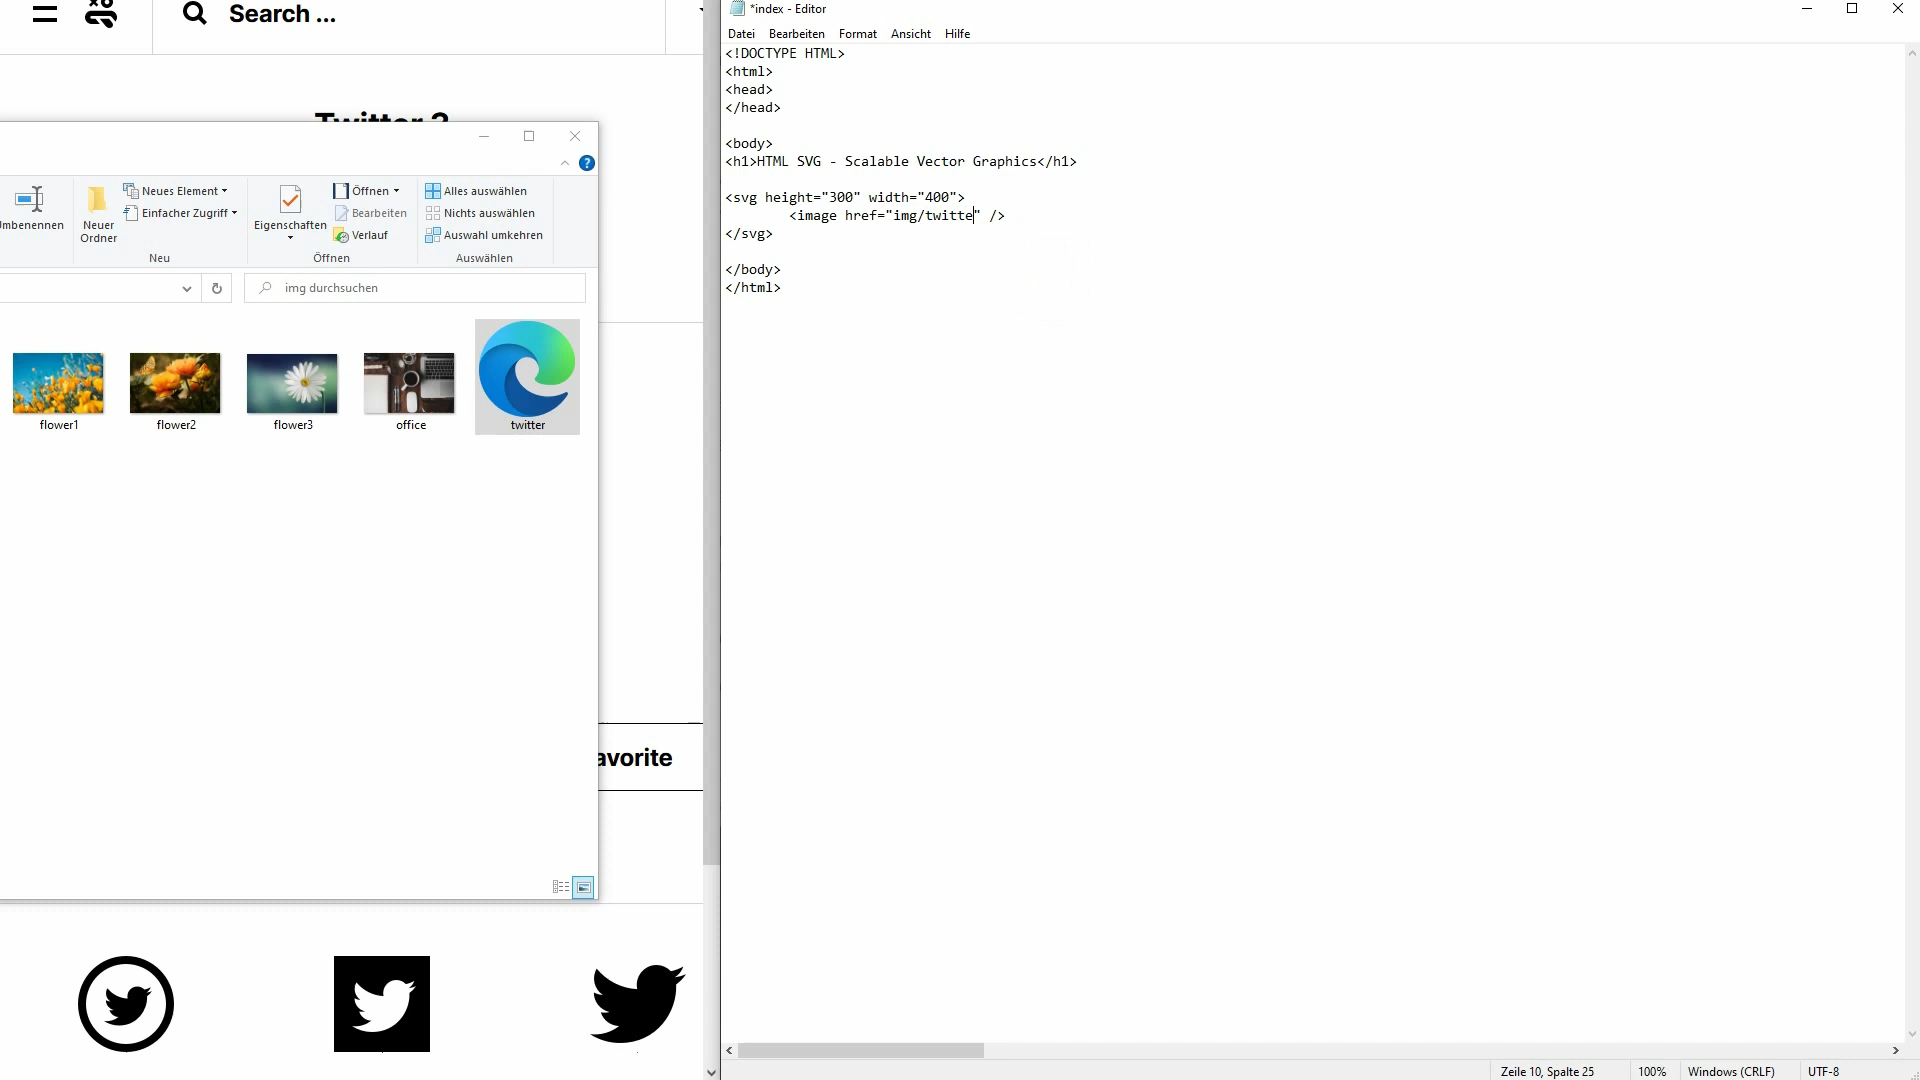 Search ...
*index - Editor
Datei Bearbeiten Format Ansicht Hilfe
<!DOCTYPE HTML>
<html>
<head>
</head>
<body>
<h1>HTML SVG - Scalable Vector Graphics</h1>
<svg height="300" width="400">
<image href="img/twitte" />
</svg>
</body>
</html>
Neues Element
Einfacher Zugriff
Neuer
Ordner
Neu
Eigenschaften
Öffnen
Bearbeiten
Verlauf
Öffnen
Alles auswählen
Nichts auswählen
Auswahl umkehren
Auswählen
mbenennen
img durchsuchen
flower1
flower2
flower3
office
twitter
avorite
Zeile 10, Spalte 25
100%
Windows (CRLF)
UTF-8